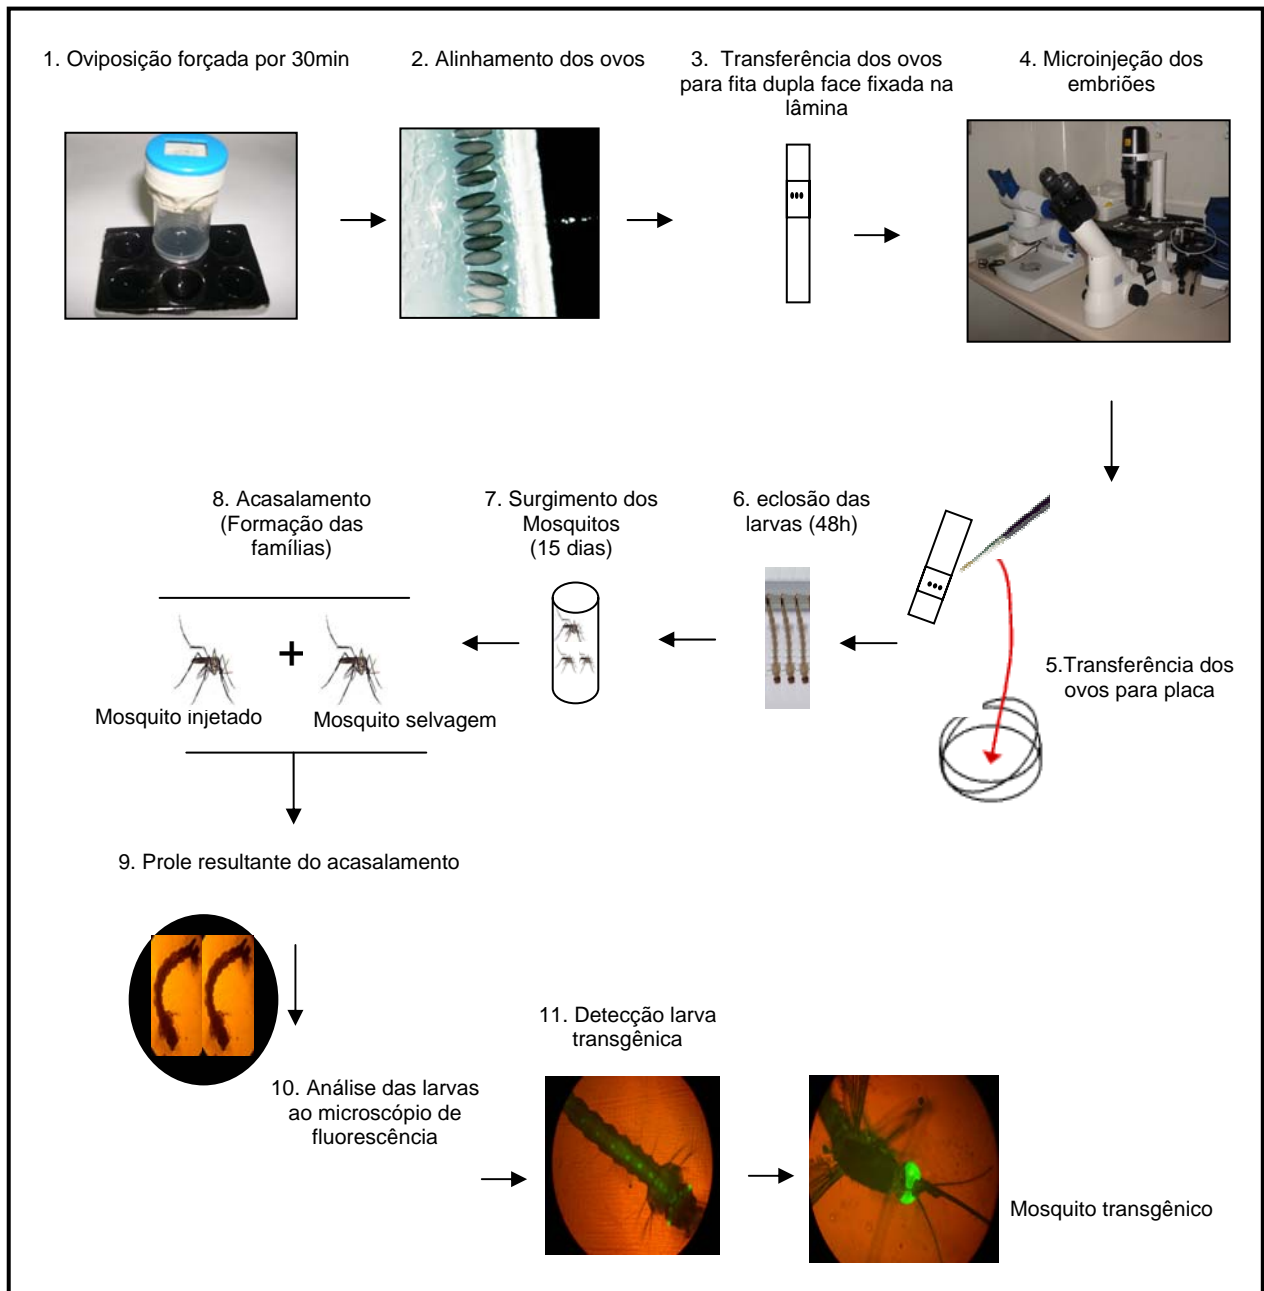 1. Oviposição forçada por 30min
2. Alinhamento dos ovos
3. Transferência dos ovos
para fita dupla face fixada na
lâmina
4. Microinjeção dos
embriões
5.Transferência dos
ovos para placa
6. eclosão das
larvas (48h)
7. Surgimento dos
Mosquitos
(15 dias)
8. Acasalamento
(Formação das
famílias)
+
Mosquito injetado
Mosquito selvagem
9. Prole resultante do acasalamento
10. Análise das larvas
ao microscópio de
fluorescência
11. Detecção larva
transgênica
Mosquito transgênico